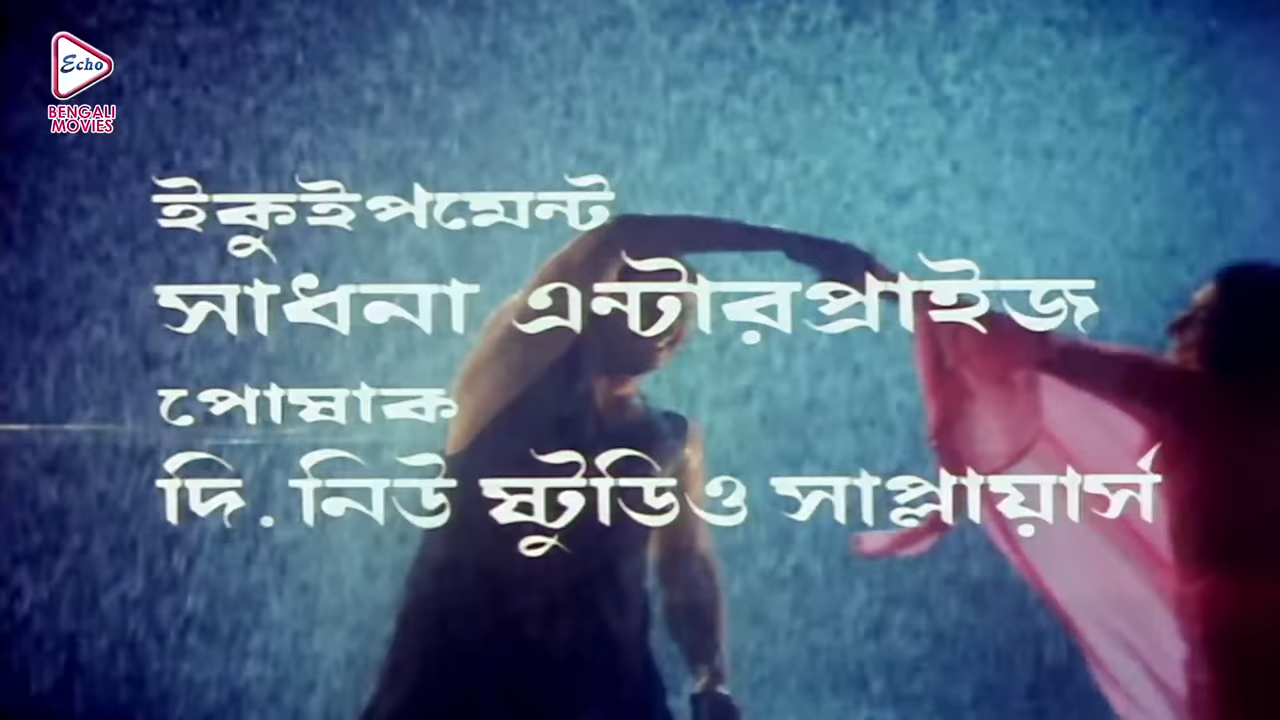 Echo
BENGALI
MOVIES
ইকুইপমেন্ট
সাধনা এন্টারপ্রাইজ
পোষাক
দি. নিউ ষ্টুডিও সাপ্লায়ার্স